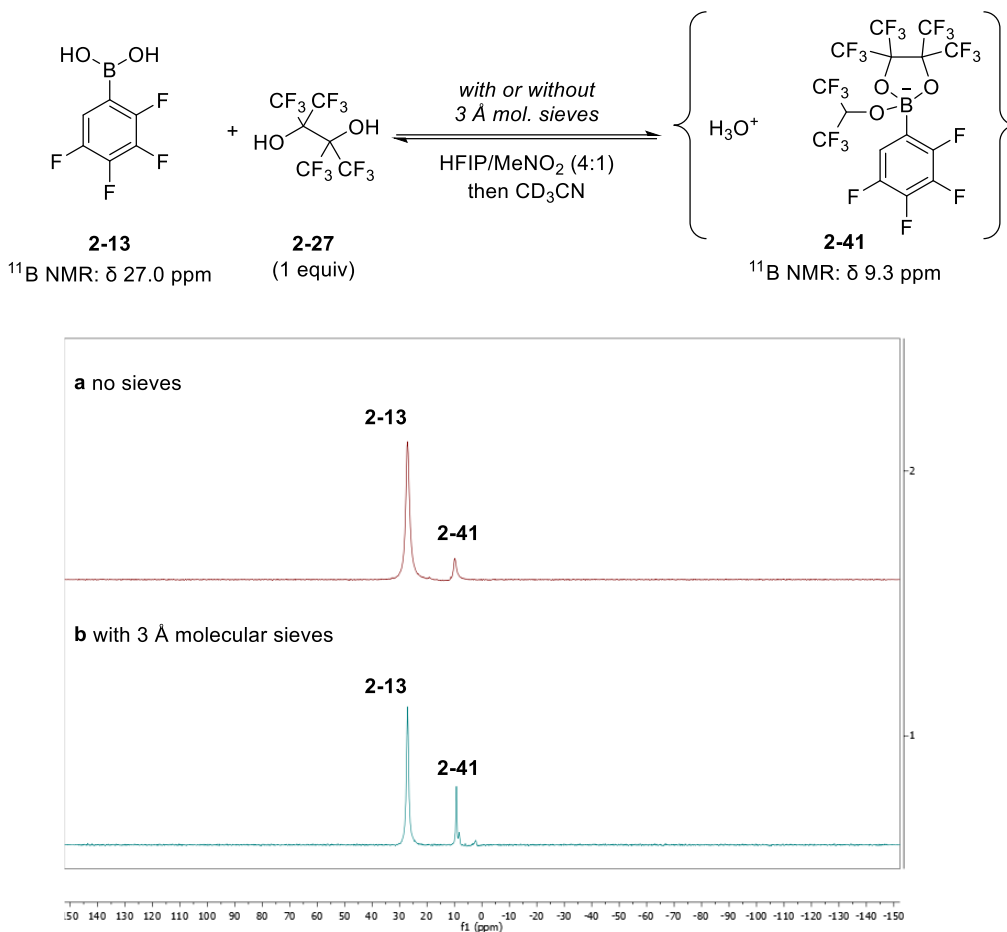 HO
OH
B
F
F
F
F
2-13
¹¹B NMR: δ 27.0 ppm
+
CF₃ CF₃
HO
OH
CF₃ CF₃
2-27
(1 equiv)
with or without
3 Å mol. sieves
HFIP/MeNO₂ (4:1)
then CD₃CN
H₃O⁺
CF₃ CF₃
CF₃ CF₃
CF₃
O O
O B −
CF₃
F
F
F
F
2-41
¹¹B NMR: δ 9.3 ppm
a no sieves
2-13
2-41
2
b with 3 Å molecular sieves
2-13
2-41
1
50 140 130 120 110 100 90 80 70 60 50 40 30 20 10 0 -10 -20 -30 -40 -50 -60 -70 -80 -90 -100 -110 -120 -130 -140 -150
f1 (ppm)